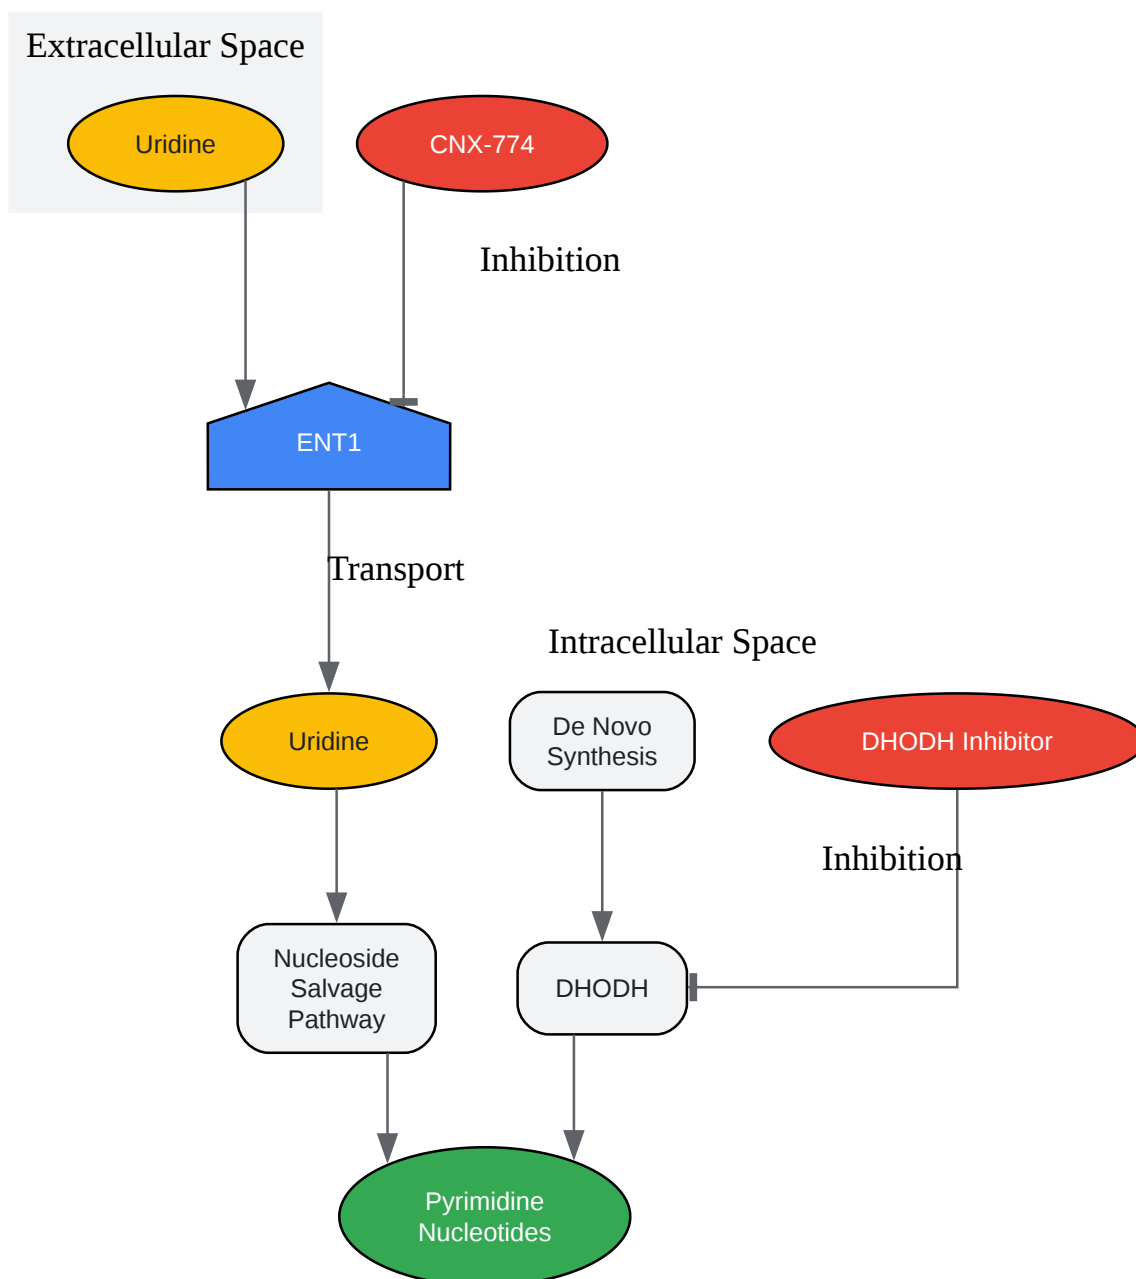 Extracellular Space
Uridine
CNX-774
Inhibition
ENT1
Transport
Intracellular Space
Uridine
De Novo
Synthesis
DHODH Inhibitor
Inhibition
Nucleoside
Salvage
Pathway
DHODH
Pyrimidine
Nucleotides